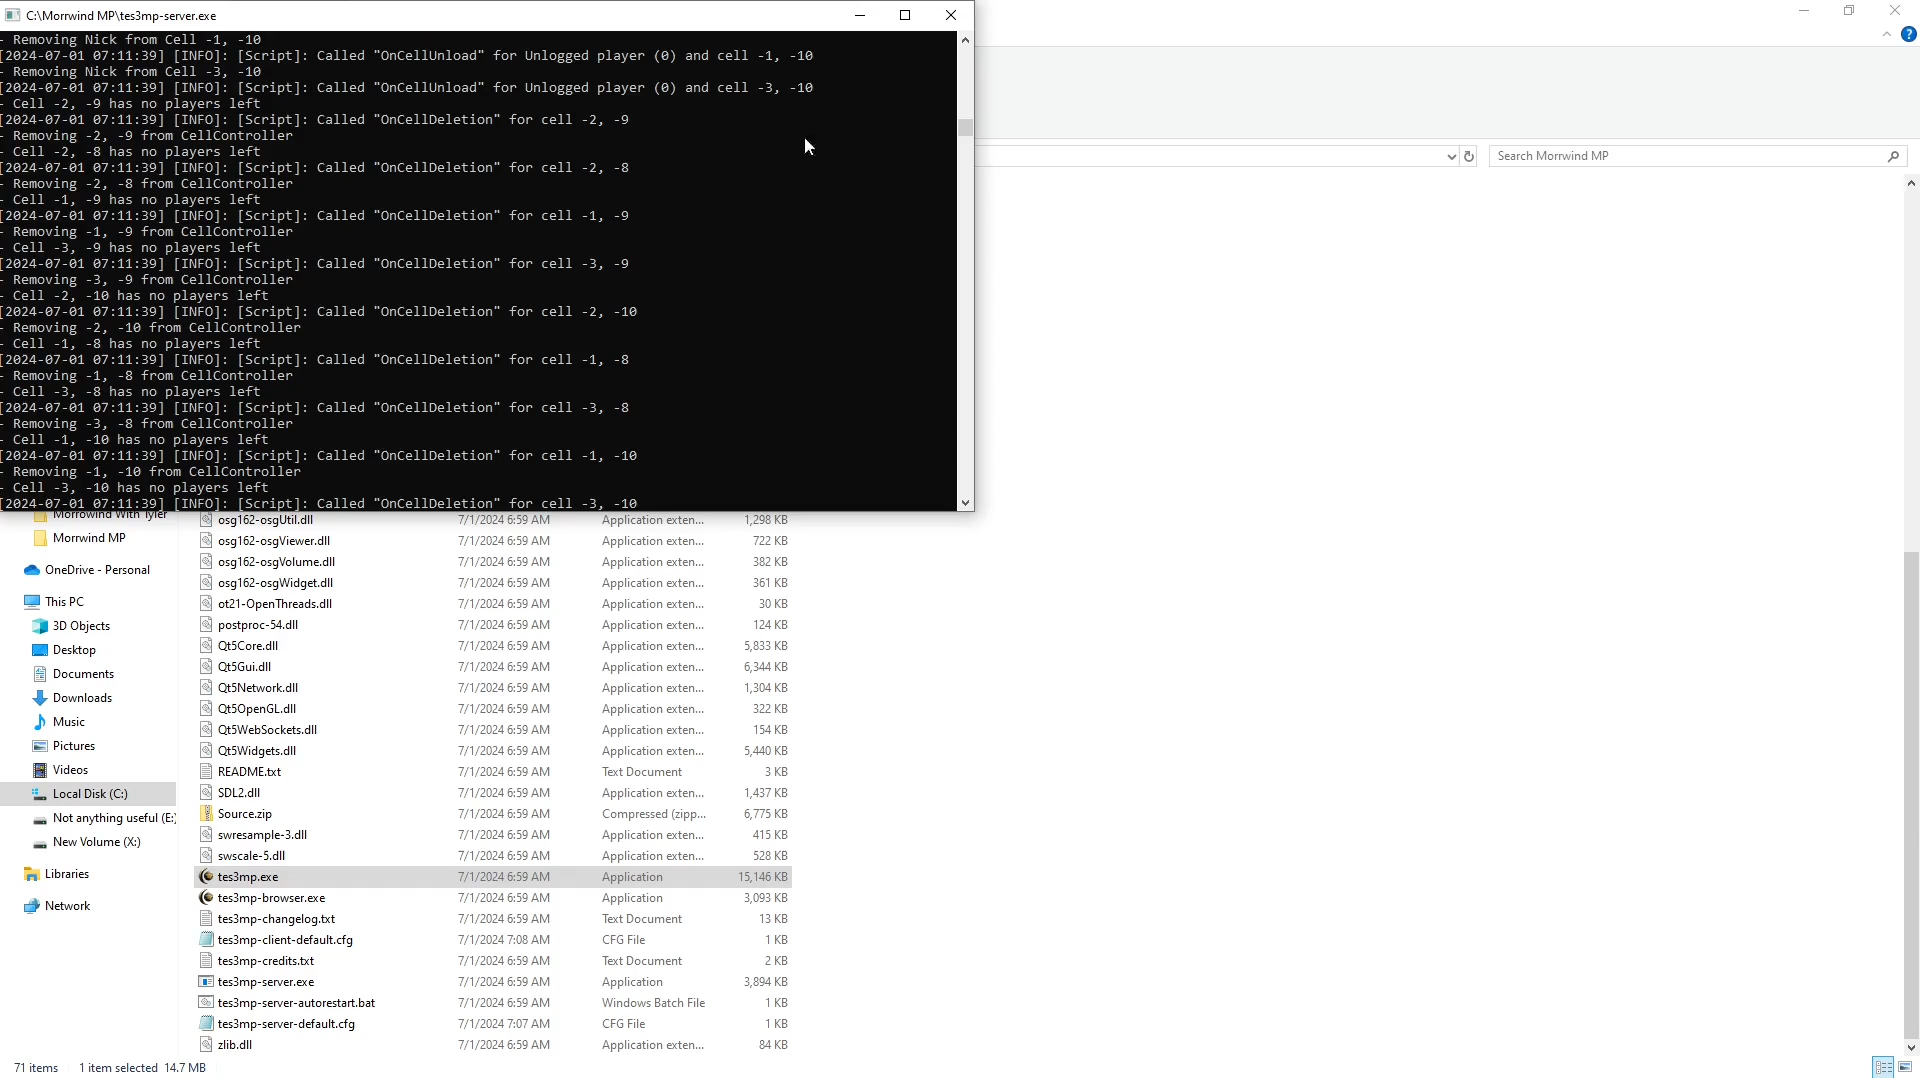 C:\Morrwind MP\tes3mp-server.exe
- Removing Nick from Cell -1, -10
[2024-07-01 07:11:39] [INFO]: [Script]: Called "OnCellUnload" for Unlogged player (0) and cell -1, -10
- Removing Nick from Cell -3, -10
[2024-07-01 07:11:39] [INFO]: [Script]: Called "OnCellUnload" for Unlogged player (0) and cell -3, -10
- Cell -2, -9 has no players left
[2024-07-01 07:11:39] [INFO]: [Script]: Called "OnCellDeletion" for cell -2, -9
- Removing -2, -9 from CellController
- Cell -2, -8 has no players left
[2024-07-01 07:11:39] [INFO]: [Script]: Called "OnCellDeletion" for cell -2, -8
- Removing -2, -8 from CellController
- Cell -1, -9 has no players left
[2024-07-01 07:11:39] [INFO]: [Script]: Called "OnCellDeletion" for cell -1, -9
- Removing -1, -9 from CellController
- Cell -3, -9 has no players left
[2024-07-01 07:11:39] [INFO]: [Script]: Called "OnCellDeletion" for cell -3, -9
- Removing -3, -9 from CellController
- Cell -2, -10 has no players left
[2024-07-01 07:11:39] [INFO]: [Script]: Called "OnCellDeletion" for cell -2, -10
- Removing -2, -10 from CellController
- Cell -1, -8 has no players left
[2024-07-01 07:11:39] [INFO]: [Script]: Called "OnCellDeletion" for cell -1, -8
- Removing -1, -8 from CellController
- Cell -3, -8 has no players left
[2024-07-01 07:11:39] [INFO]: [Script]: Called "OnCellDeletion" for cell -3, -8
- Removing -3, -8 from CellController
- Cell -1, -10 has no players left
[2024-07-01 07:11:39] [INFO]: [Script]: Called "OnCellDeletion" for cell -1, -10
- Removing -1, -10 from CellController
- Cell -3, -10 has no players left
[2024-07-01 07:11:39] [INFO]: [Script]: Called "OnCellDeletion" for cell -3, -10
Search Morrwind MP
Morrowind With Tyler
Morrwind MP
OneDrive - Personal
This PC
3D Objects
Desktop
Documents
Downloads
Music
Pictures
Videos
Local Disk (C:)
Not anything useful (E:)
New Volume (X:)
Libraries
Network
osg162-osgUtil.dll 7/1/2024 6:59 AM Application exten... 1,298 KB
osg162-osgViewer.dll 7/1/2024 6:59 AM Application exten... 722 KB
osg162-osgVolume.dll 7/1/2024 6:59 AM Application exten... 382 KB
osg162-osgWidget.dll 7/1/2024 6:59 AM Application exten... 361 KB
ot21-OpenThreads.dll 7/1/2024 6:59 AM Application exten... 30 KB
postproc-54.dll 7/1/2024 6:59 AM Application exten... 124 KB
Qt5Core.dll 7/1/2024 6:59 AM Application exten... 5,833 KB
Qt5Gui.dll 7/1/2024 6:59 AM Application exten... 6,344 KB
Qt5Network.dll 7/1/2024 6:59 AM Application exten... 1,304 KB
Qt5OpenGL.dll 7/1/2024 6:59 AM Application exten... 322 KB
Qt5WebSockets.dll 7/1/2024 6:59 AM Application exten... 154 KB
Qt5Widgets.dll 7/1/2024 6:59 AM Application exten... 5,440 KB
README.txt 7/1/2024 6:59 AM Text Document 3 KB
SDL2.dll 7/1/2024 6:59 AM Application exten... 1,437 KB
Source.zip 7/1/2024 6:59 AM Compressed (zipp... 6,775 KB
swresample-3.dll 7/1/2024 6:59 AM Application exten... 415 KB
swscale-5.dll 7/1/2024 6:59 AM Application exten... 528 KB
tes3mp.exe 7/1/2024 6:59 AM Application 15,146 KB
tes3mp-browser.exe 7/1/2024 6:59 AM Application 3,093 KB
tes3mp-changelog.txt 7/1/2024 6:59 AM Text Document 13 KB
tes3mp-client-default.cfg 7/1/2024 7:08 AM CFG File 1 KB
tes3mp-credits.txt 7/1/2024 6:59 AM Text Document 2 KB
tes3mp-server.exe 7/1/2024 6:59 AM Application 3,894 KB
tes3mp-server-autorestart.bat 7/1/2024 6:59 AM Windows Batch File 1 KB
tes3mp-server-default.cfg 7/1/2024 7:07 AM CFG File 1 KB
zlib.dll 7/1/2024 6:59 AM Application exten... 84 KB
71 items 1 item selected 14.7 MB